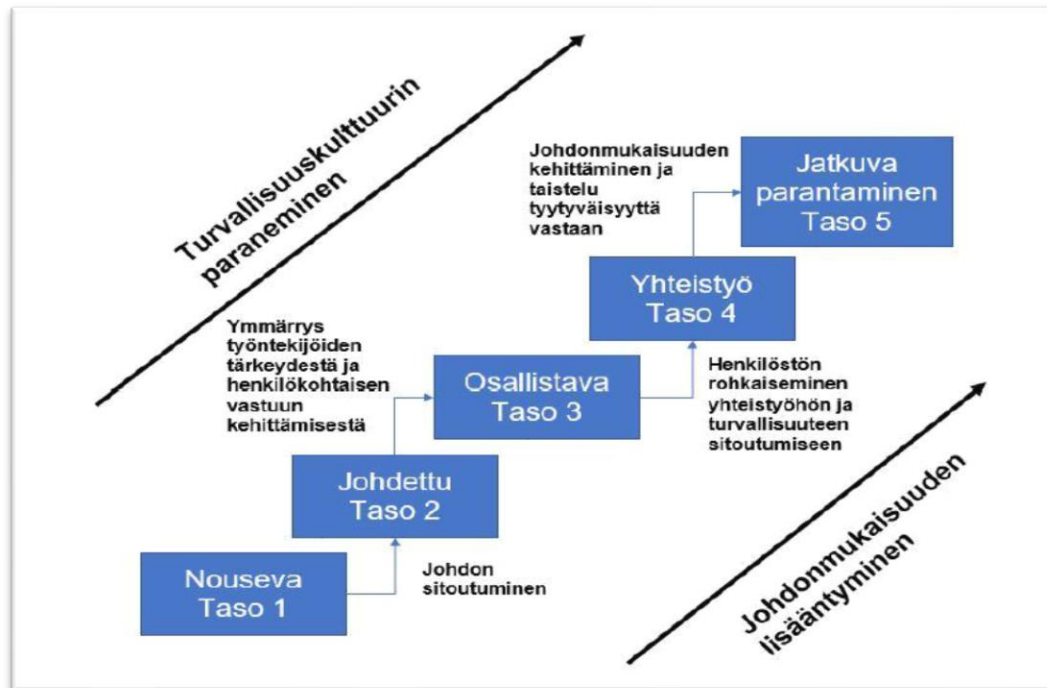 Turvallisuuskulttuurin
paraneminen
Johdonmukaisuuden
kehittäminen ja
taistelu
tyytyväisyyttä
vastaan
Jatkuva
parantaminen
Taso 5
Yhteistyö
Taso 4
Ymmärrys
työntekijöiden
tärkeydestä ja
henkilökohtaisen
vastuun
kehittämisestä
Osallistava
Taso 3
Henkilöstön
rohkaiseminen
yhteistyöhön ja
turvallisuuteen
sitoutumiseen
Johdettu
Taso 2
Nouseva
Taso 1
Johdon
sitoutuminen
Johdonmukaisuuden
lisääntyminen